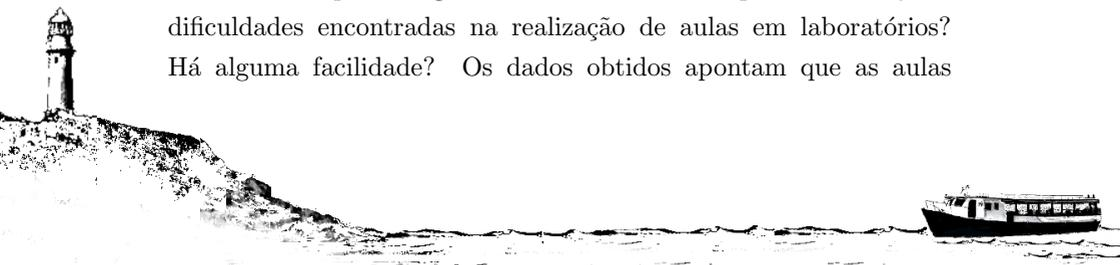 dificuldades encontradas na realização de aulas em laboratórios?
Há alguma facilidade? Os dados obtidos apontam que as aulas